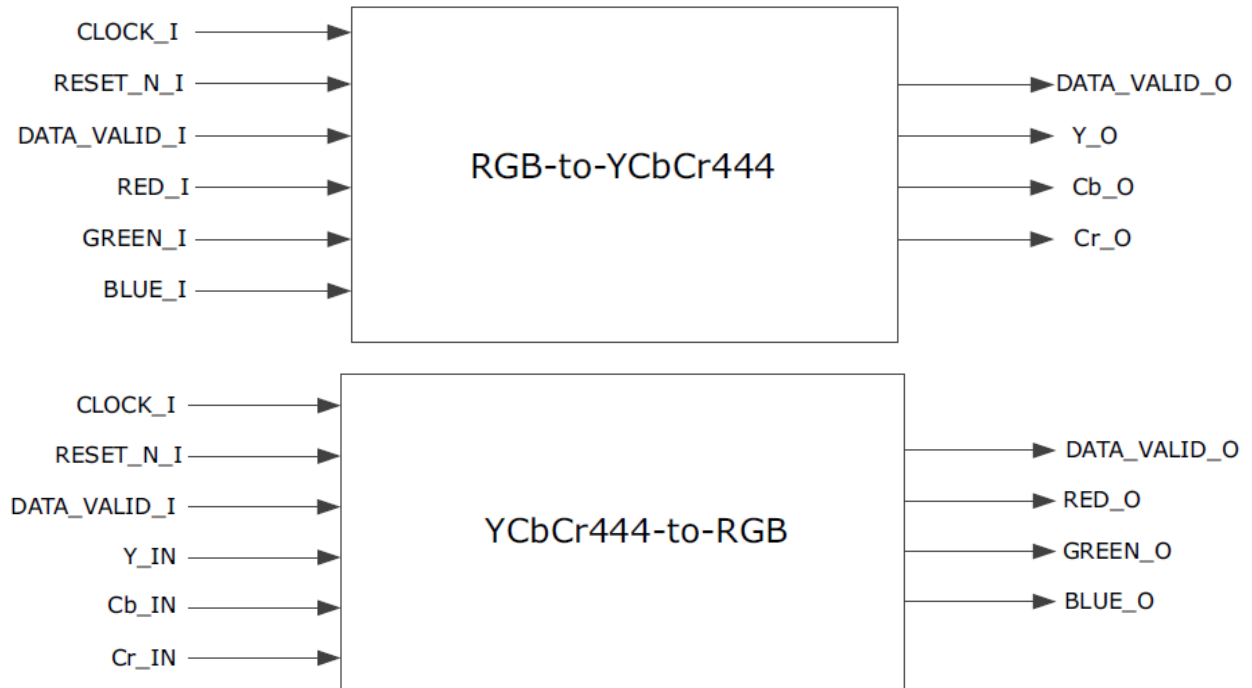 CLOCK_I
RESET_N_I
DATA_VALID_I
RED_I
GREEN_I
BLUE_I
RGB-to-YCbCr444
DATA_VALID_O
Y_O
Cb_O
Cr_O
CLOCK_I
RESET_N_I
DATA_VALID_I
Y_IN
Cb_IN
Cr_IN
YCbCr444-to-RGB
DATA_VALID_O
RED_O
GREEN_O
BLUE_O